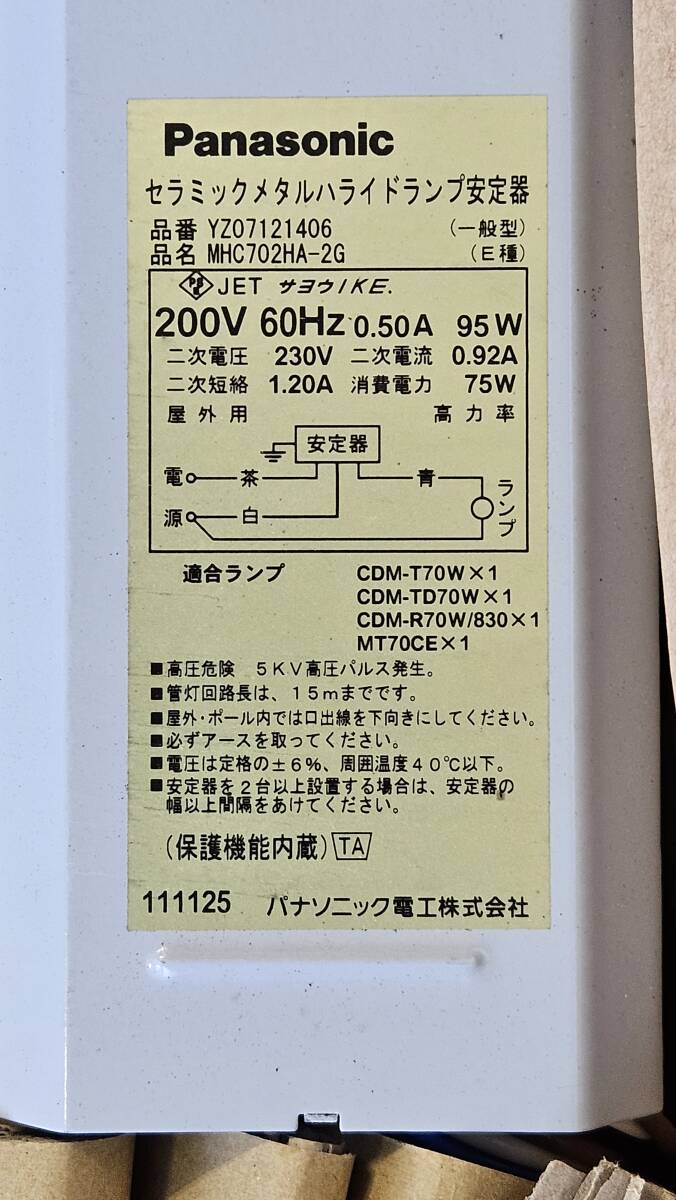 Panasonic
セラミックメタルハライドランプ安定器
品番 YZ07121406 (一般型)
品名 MHC702HA-2G (E種)
PSE JET サヨウIKE.
200V 60Hz 0.50A 95W
二次電圧 230V 二次電流 0.92A
二次短絡 1.20A 消費電力 75W
屋外用 高力率
安定器
電 茶 青
源 白
ランプ
適合ランプ CDM-T70W×1
CDM-TD70W×1
CDM-R70W/830×1
MT70CE×1
■高圧危険 5KV高圧パルス発生。
■管灯回路長は、15mまでです。
■屋外・ポール内では口出線を下向きにしてください。
■必ずアースを取ってください。
■電圧は定格の±6%、周囲温度40℃以下。
■安定器を2台以上設置する場合は、安定器の
幅以上間隔をあけてください。
(保護機能内蔵) TA
111125 パナソニック電工株式会社